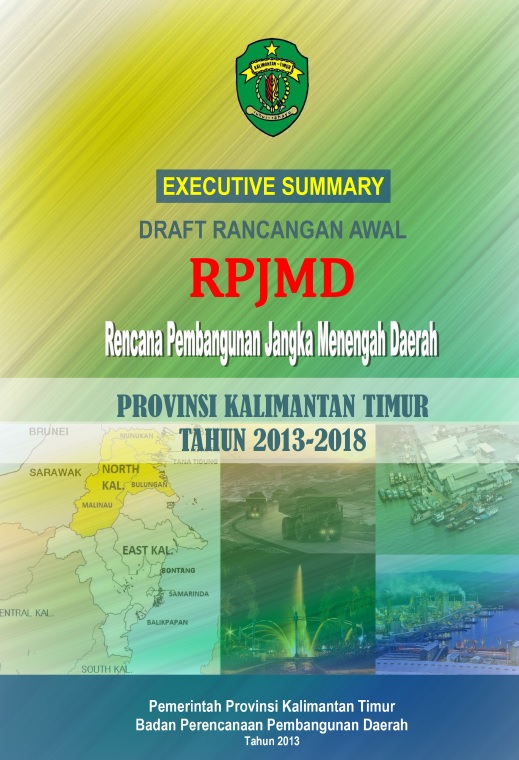 KALIMANTAN - TIMUR
EXECUTIVE SUMMARY
DRAFT RANCANGAN AWAL
RPJMD
Rencana Pembangunan Jangka Menengah Daerah
PROVINSI KALIMANTAN TIMUR
TAHUN 2013-2018
BRUNEI
NUNUKAN
TANA TIDUNG
SARAWAK
NORTH
KAL.
BULUNGAN
MALINAU
EAST KAL.
BONTANG
SAMARINDA
ENTRAL KAL.
BALIKPAPAN
SOUTH KAL.
Pemerintah Provinsi Kalimantan Timur
Badan Perencanaan Pembangunan Daerah
Tahun 2013